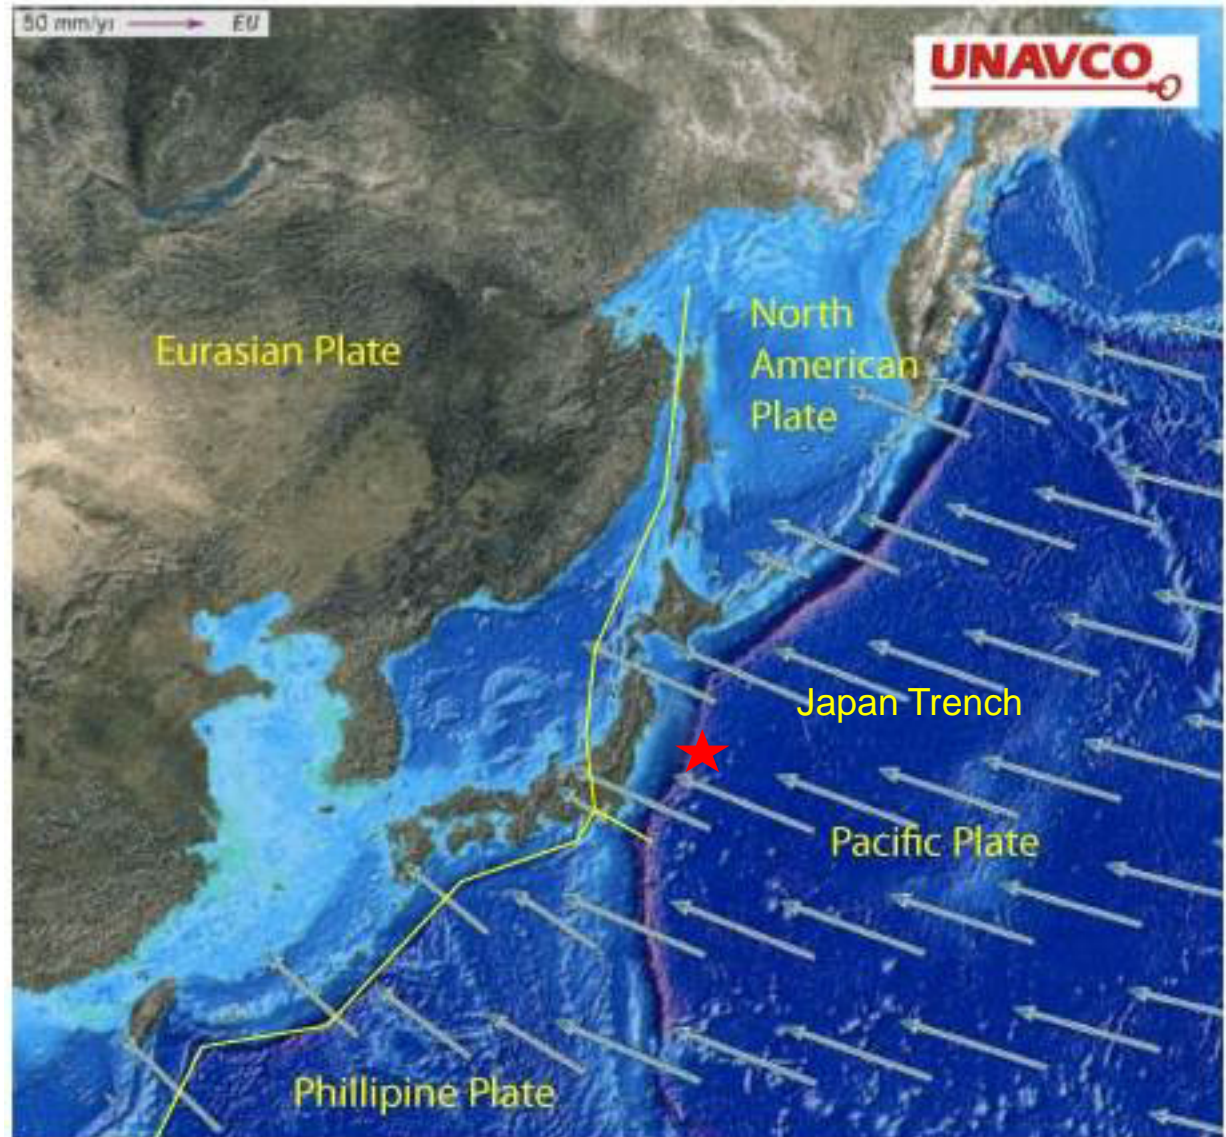 50 mm/yr EU
UNAVCO
North
American
Plate
Eurasian Plate
Japan Trench
Pacific Plate
Phillipine Plate